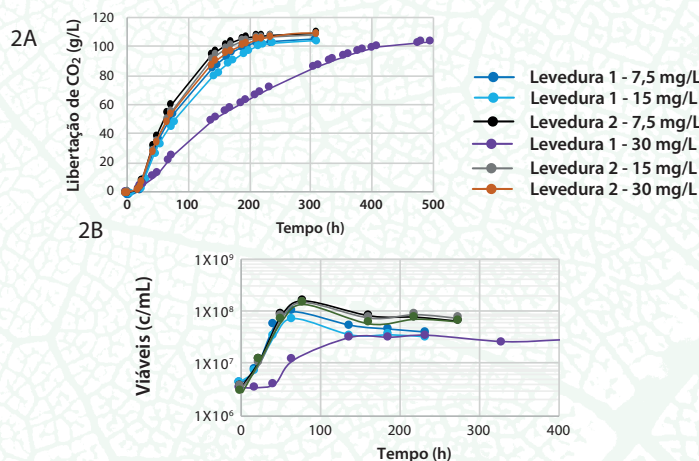 2A
Libertação de CO₂ (g/L)
120
100
80
60
40
20
0
0 100 200 300 400 500
Tempo (h)
Levedura 1 - 7,5 mg/L
Levedura 1 - 15 mg/L
Levedura 2 - 7,5 mg/L
Levedura 1 - 30 mg/L
Levedura 2 - 15 mg/L
Levedura 2 - 30 mg/L
2B
Viáveis (c/mL)
1X10⁹
1X10⁸
1X10⁷
1X10⁶
0 100 200 300 400
Tempo (h)